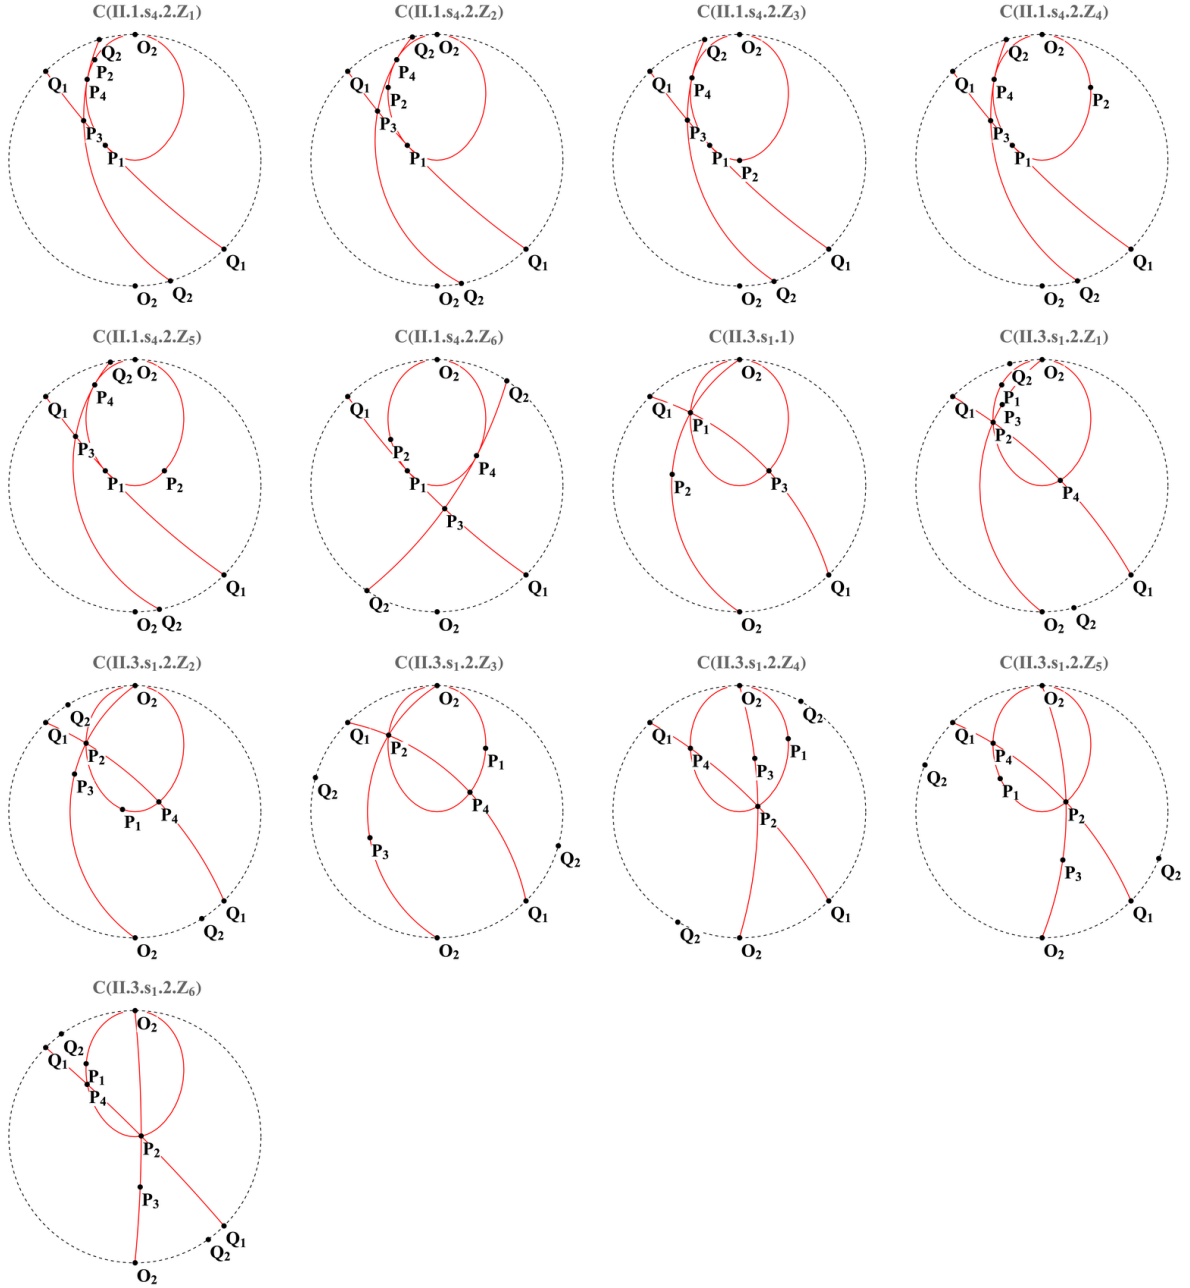 C(II.1.s₄.2.Z₁) C(II.1.s₄.2.Z₂) C(II.1.s₄.2.Z₃) C(II.1.s₄.2.Z₄)
Q₂ O₂ Q₂ O₂ Q₂ O₂ Q₂ O₂
Q₁ P₂ Q₁ P₄ Q₁ P₄ Q₁ P₄ P₂
P₄ P₂
P₃ P₃ P₃ P₃
P₁ P₁ P₁ P₂ P₁
Q₁ Q₁ Q₁ Q₁
O₂ Q₂ O₂ Q₂ O₂ Q₂ O₂ Q₂
C(II.1.s₄.2.Z₅) C(II.1.s₄.2.Z₆) C(II.3.s₁.1) C(II.3.s₁.2.Z₁)
Q₂ O₂ O₂ O₂ Q₂ O₂
Q₁ P₄ Q₁ Q₂ Q₁ P₁ Q₁ P₁
P₃ P₂ P₃
P₂
P₁ P₂ P₁ P₄ P₂ P₃ P₄
P₃
Q₁ Q₂ Q₁ Q₁ Q₁
O₂ Q₂ O₂ O₂ O₂ Q₂
C(II.3.s₁.2.Z₂) C(II.3.s₁.2.Z₃) C(II.3.s₁.2.Z₄) C(II.3.s₁.2.Z₅)
Q₂ O₂ O₂ O₂ Q₂ O₂
Q₁ P₂ Q₁ P₂ P₁ Q₁ P₄ P₃ P₁ Q₁ P₄
P₃ Q₂ Q₂ P₁
P₁ P₄ P₃ P₄ P₂ P₂
Q₂ P₃ Q₂
Q₂ Q₁ Q₁ Q₂ Q₁ Q₁
O₂ O₂ O₂ O₂
C(II.3.s₁.2.Z₆)
Q₂ O₂
Q₁ P₁
P₄
P₂
P₃
Q₂ Q₁
O₂